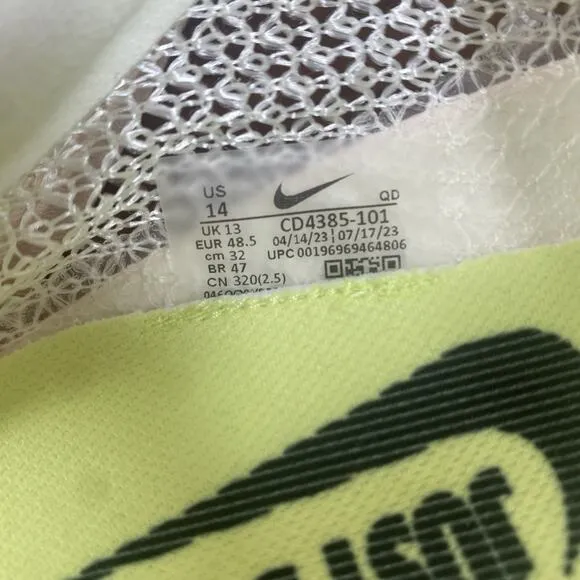 US
14
QD
UK 13
CD4385-101
EUR 48.5
04/14/23 | 07/17/23
cm 32
UPC 00196969464806
BR 47
CN 320(2.5)
JUST